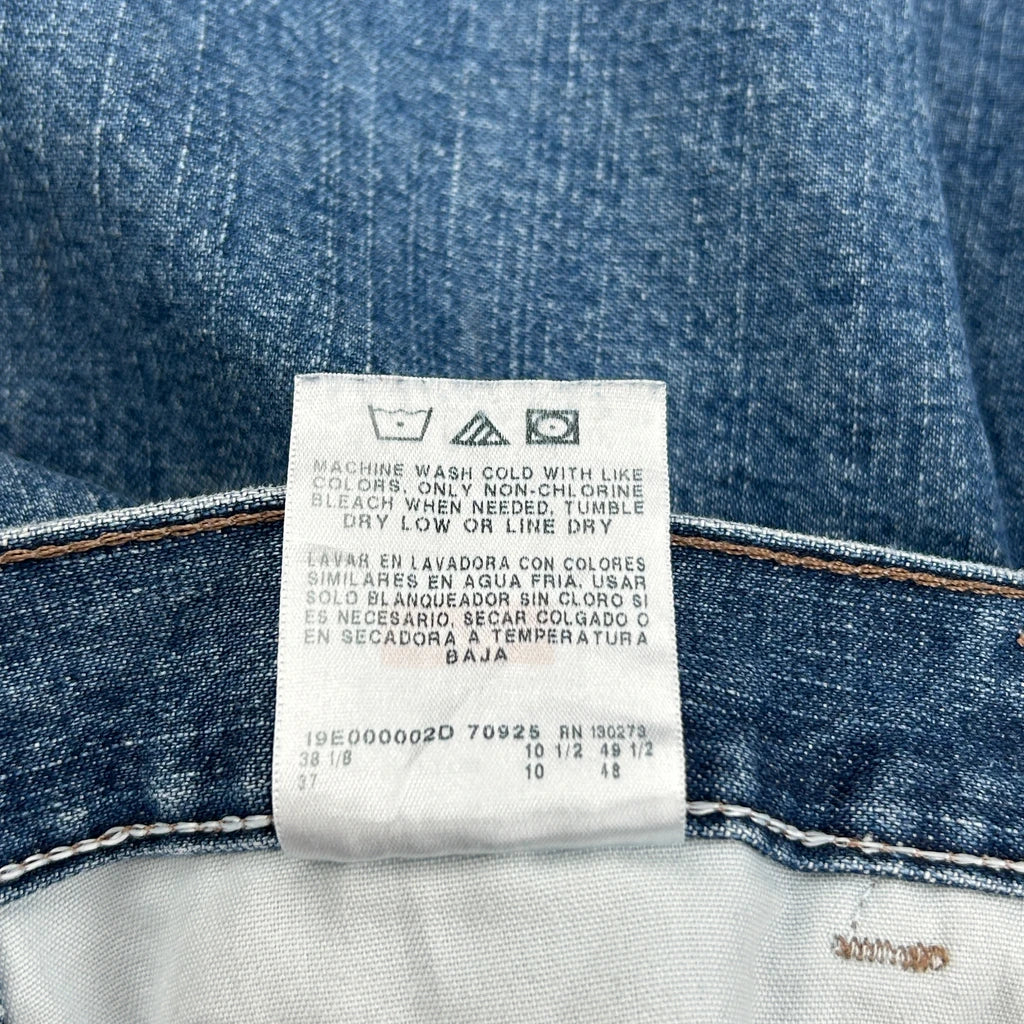 MACHINE WASH COLD WITH LIKE
COLORS, ONLY NON-CHLORINE
BLEACH WHEN NEEDED, TUMBLE
DRY LOW OR LINE DRY
LAVAR EN LAVADORA CON COLORES
SIMILARES EN AGUA FRIA. USAR
SOLO BLANQUEADOR SIN CLORO SI
ES NECESARIO, SECAR COLGADO O
EN SECADORA A TEMPERATURA
BAJA
19E000002D 70925 RN 130273
38 1/8 10 1/2 49 1/2
37 10 48